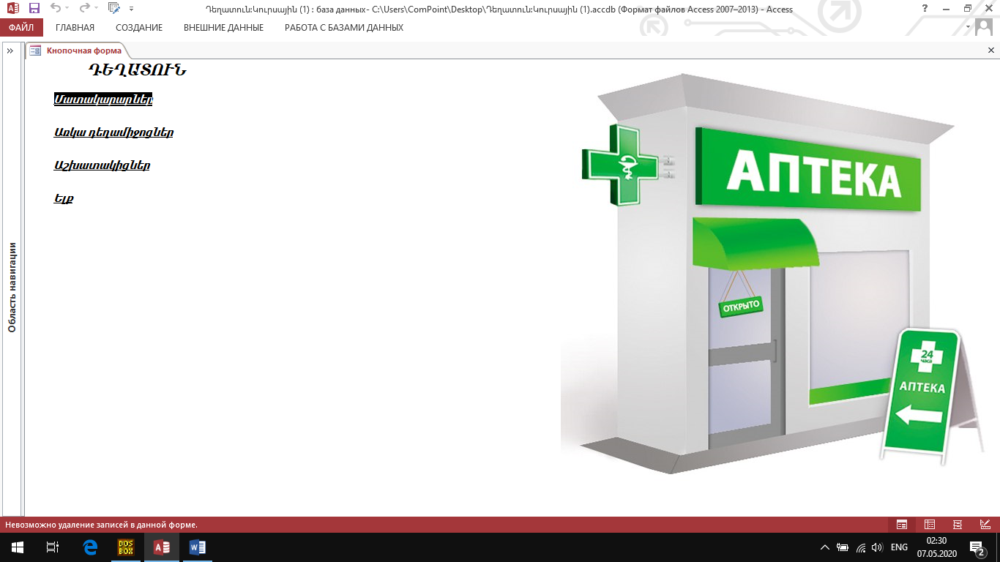 Դեղատուն:Կուրսային (1) : база данных- C:\Users\ComPoint\Desktop\Դեղատուն:Կուրսային (1).accdb (Формат файлов Access 2007–2013) - Access
ФАЙЛ ГЛАВНАЯ СОЗДАНИЕ ВНЕШНИЕ ДАННЫЕ РАБОТА С БАЗАМИ ДАННЫХ
Кнопочная форма
ԴԵՂԱՏՈՒՆ
Մատակարարներ
Առկա դեղամիջոցներ
Աշխատակիցներ
Ելք
Область навигации
АПТЕКА
ОТКРЫТО
24
часа
АПТЕКА
Невозможно удаление записей в данной форме.
DOS
BOX
ENG
02:30
07.05.2020
2